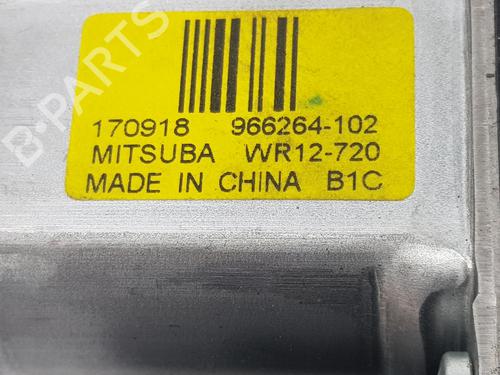 170918 966264-102
MITSUBA WR12-720
MADE IN CHINA B1C
B-PARTS